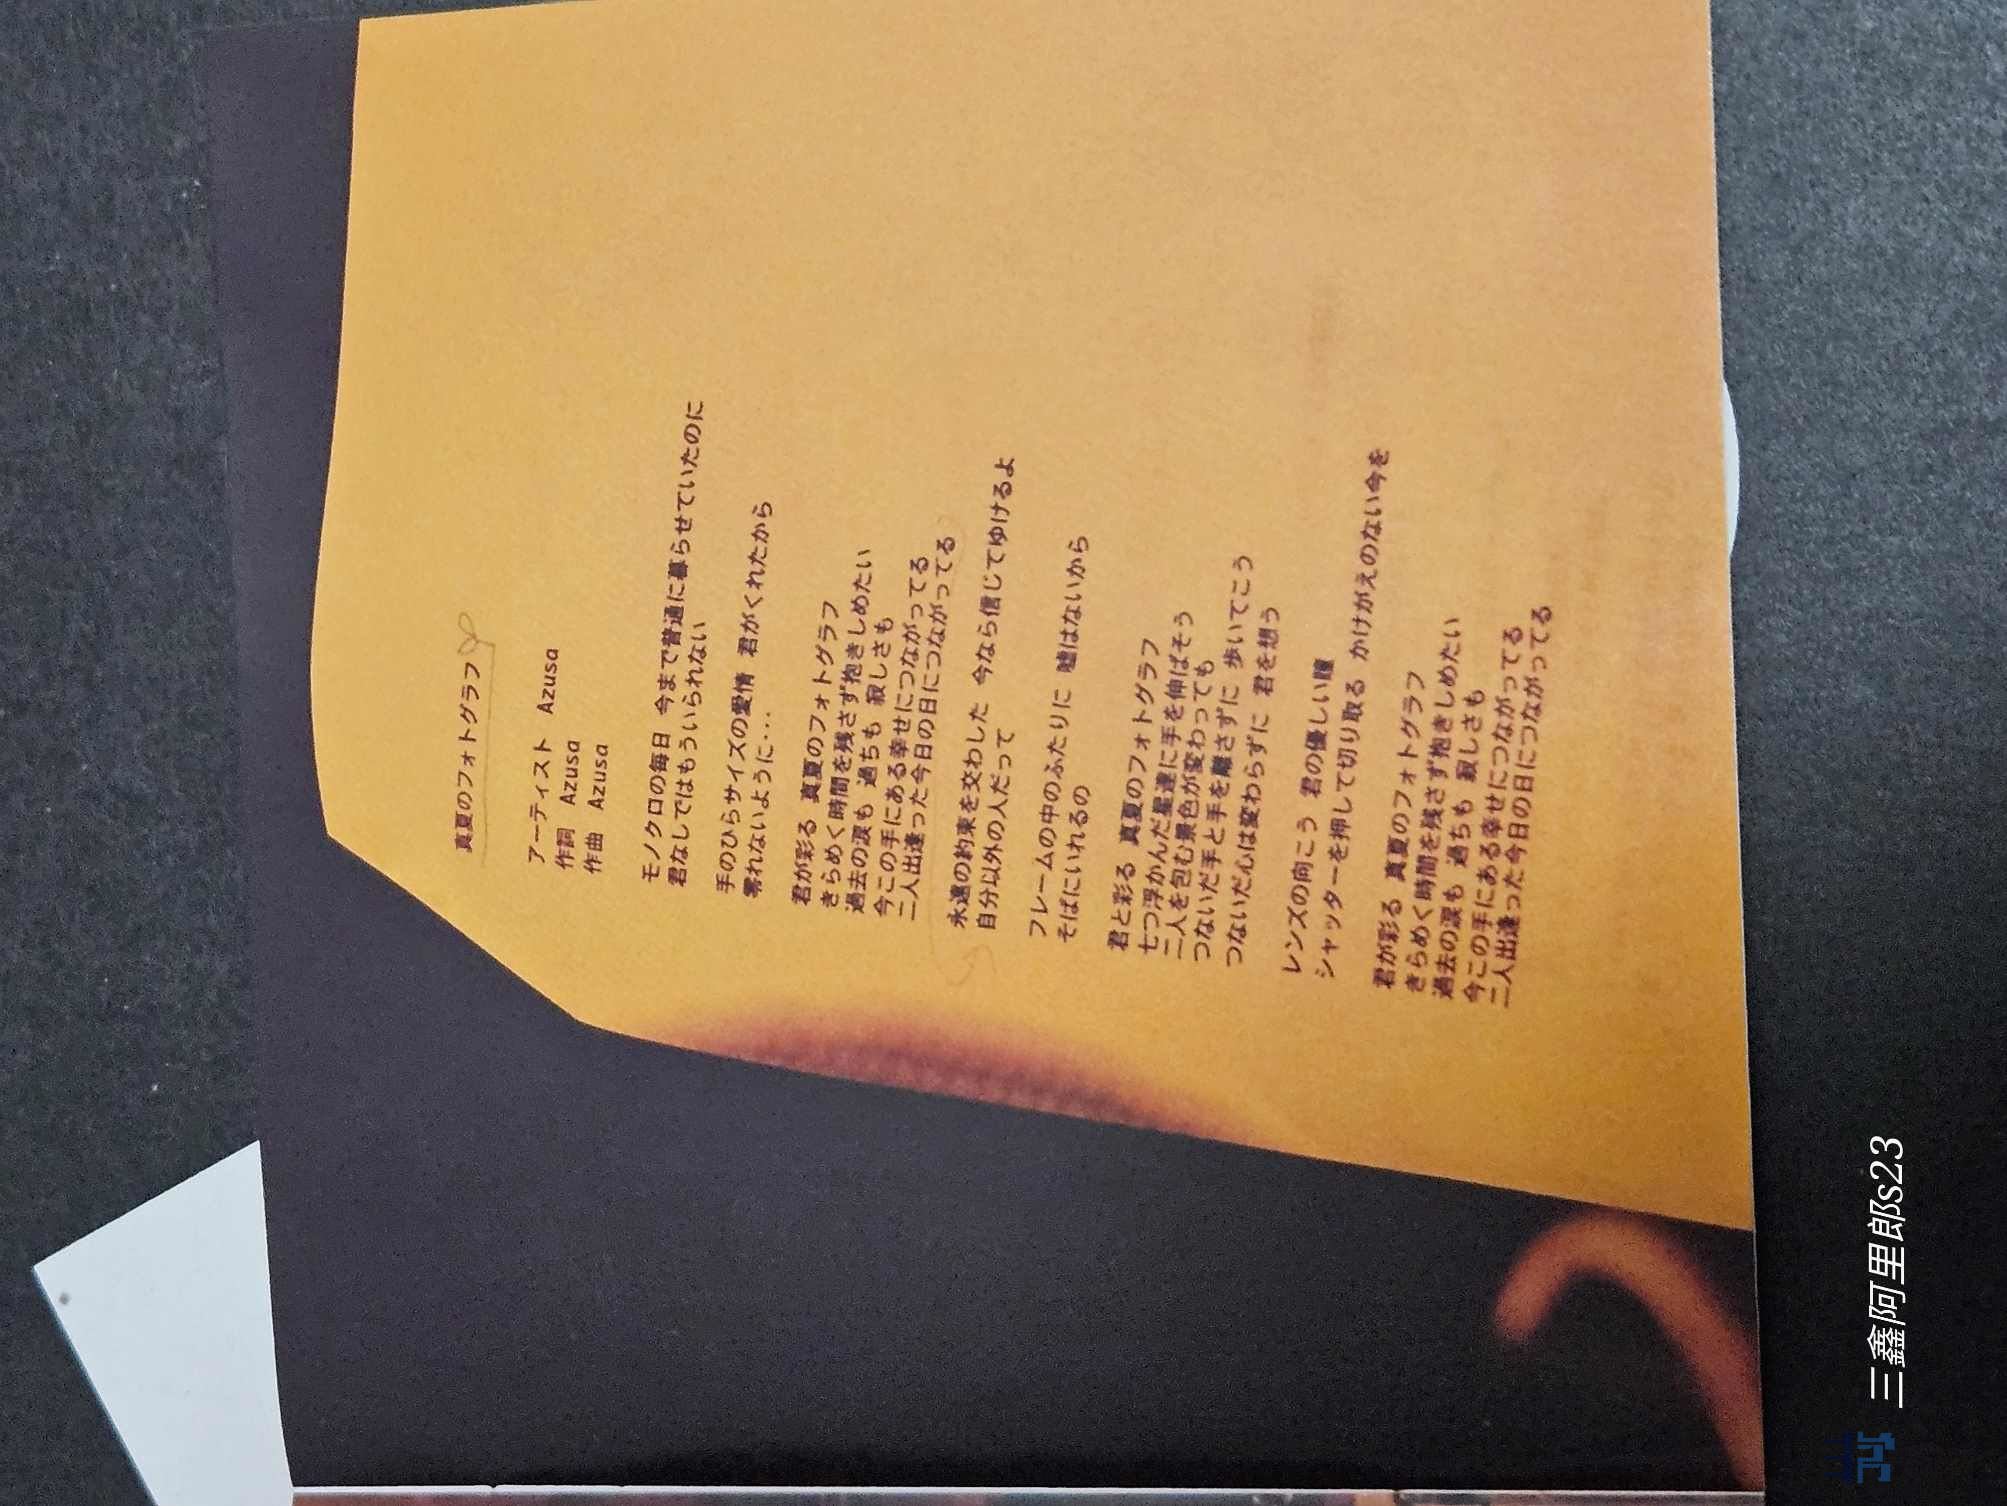 真夏のフォトグラフ
アーティスト Azusa
作詞 Azusa
作曲 Azusa
モノクロの毎日 今まで普通に暮らせていたのに
君なしではもういられない
手のひらサイズの愛情 君がくれたから
零れないように...
君が彩る 真夏のフォトグラフ
きらめく時間を残さず抱きしめたい
過去の涙も 過ちも 寂しさも
今この手にある幸せにつながってる
二人出逢った今日の日につながってる
永遠の約束を交わした 今なら信じてゆけるよ
自分以外の人だって
フレームの中のふたりに 嘘はないから
そばにいれるの
君と彩る 真夏のフォトグラフ
七つ浮かんだ星達に手を伸ばそう
二人を包む景色が変わっても
つないだ手と手を離さずに 歩いてこう
つないだ心は変わらずに 君を想う
レンズの向こう 君の優しい瞳
シャッターを押して切り取る かけがえのない今を
君が彩る 真夏のフォトグラフ
きらめく時間を残さず抱きしめたい
過去の涙も 過ちも 寂しさも
今この手にある幸せにつながってる
二人出逢った今日の日につながってる
三鑫阿里郎s23